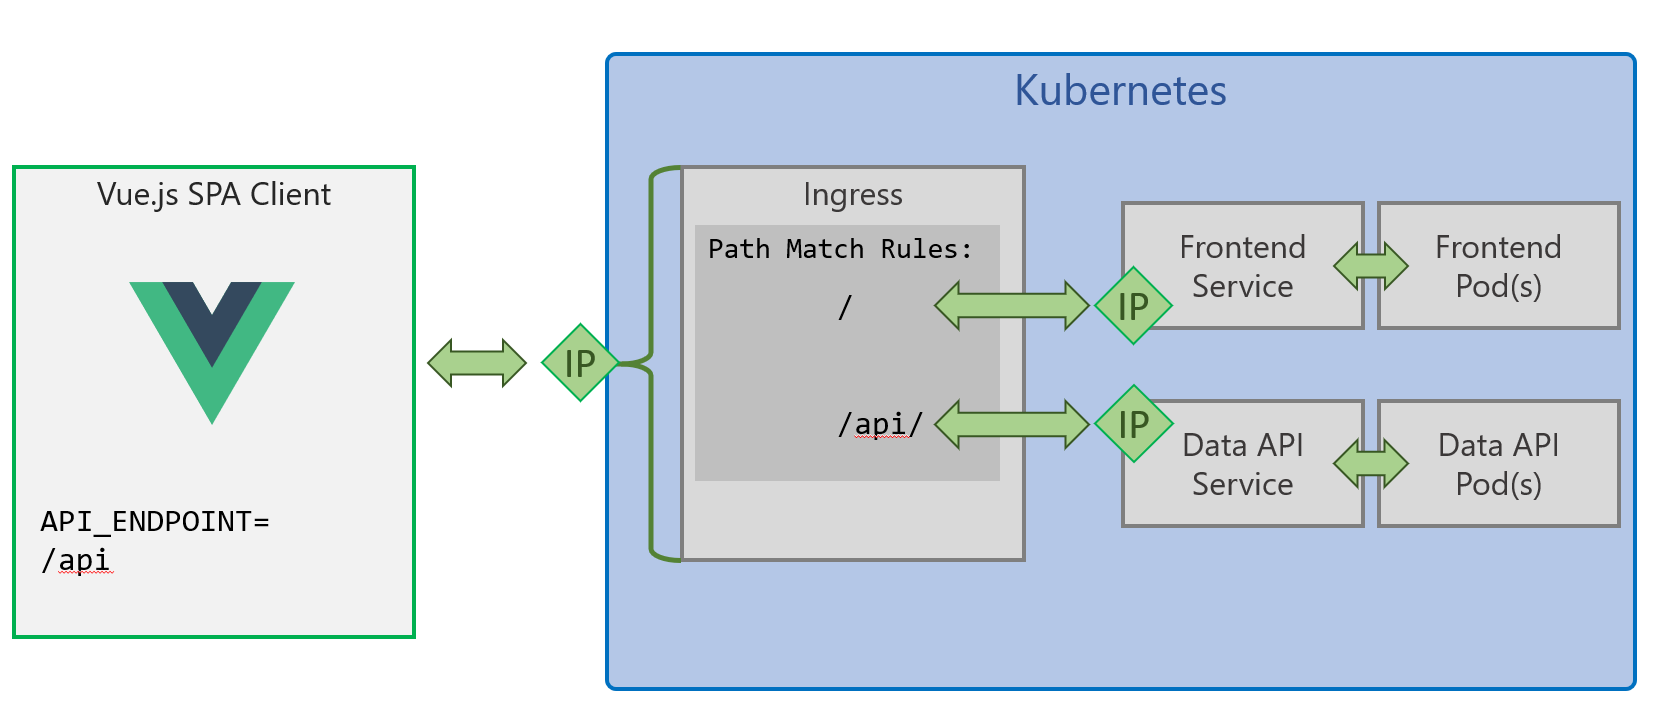 Kubernetes
Vue.js SPA Client
API_ENDPOINT=
/api
IP
Ingress
Path Match Rules:
/
/api/
IP
Frontend
Service
Frontend
Pod(s)
IP
Data API
Service
Data API
Pod(s)